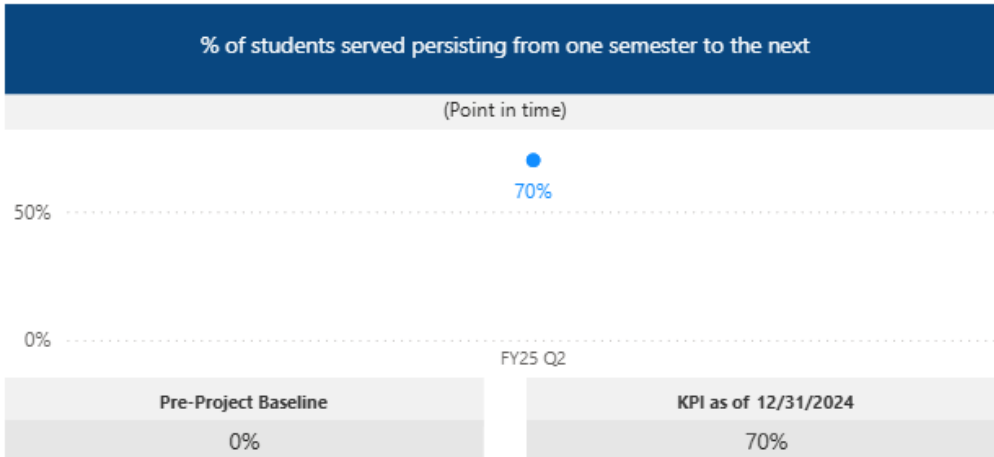 % of students served persisting from one semester to the next
(Point in time)
70%
50%
0%
FY25 Q2
Pre-Project Baseline
KPI as of 12/31/2024
0%
70%